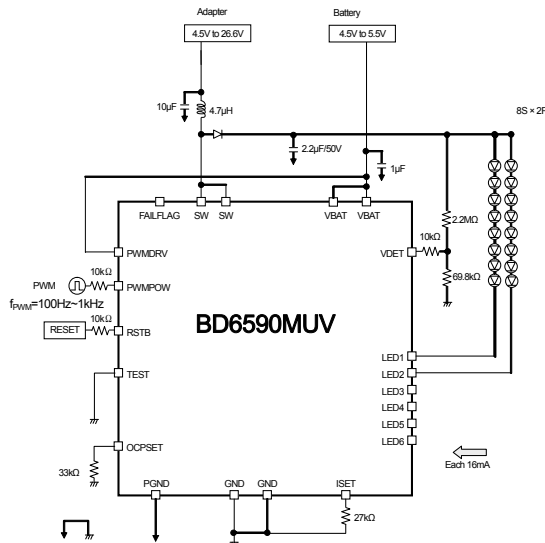 Adapter
Battery
4.5V to 26.6V
4.5V to 5.5V
10µF
4.7µH
8S × 2P
2.2µF/50V
1µF
FAILFLAG
SW
SW
VBAT
VBAT
2.2MΩ
PWMDRV
VDET
10kΩ
10kΩ
PWM
PWMPOW
69.8kΩ
fPWM=100Hz~1kHz
10kΩ
RESET
RSTB
BD6590MUV
LED1
TEST
LED2
LED3
LED4
LED5
OCPSET
LED6
33kΩ
Each 16mA
PGND
GND
GND
ISET
27kΩ